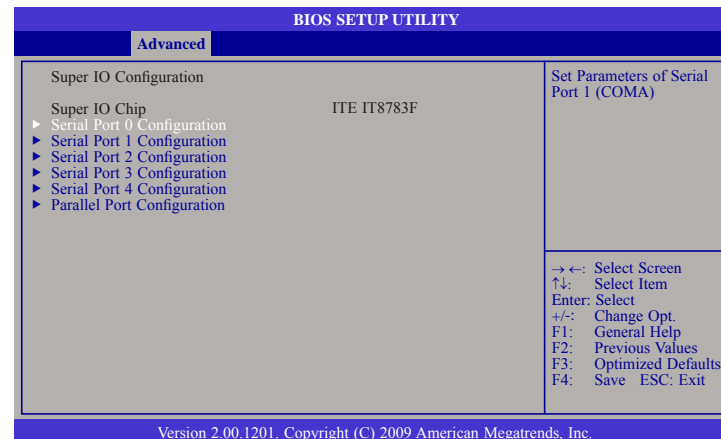 BIOS SETUP UTILITY
Advanced
Super IO Configuration
Super IO Chip ITE IT8783F
► Serial Port 0 Configuration
► Serial Port 1 Configuration
► Serial Port 2 Configuration
► Serial Port 3 Configuration
► Serial Port 4 Configuration
► Parallel Port Configuration
Set Parameters of Serial
Port 1 (COMA)
→←: Select Screen
↑↓: Select Item
Enter: Select
+/-: Change Opt.
F1: General Help
F2: Previous Values
F3: Optimized Defaults
F4: Save ESC: Exit
Version 2.00.1201. Copyright (C) 2009 American Megatrends, Inc.